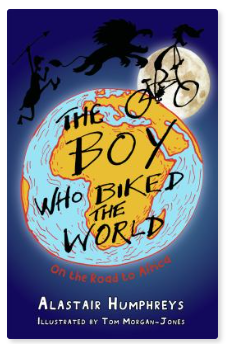 THE
BOY
WHO BIKED
THE
WORLD
On the Road to Africa
ALASTAIR HUMPHREYS
ILLUSTRATED BY TOM MORGAN-JONES